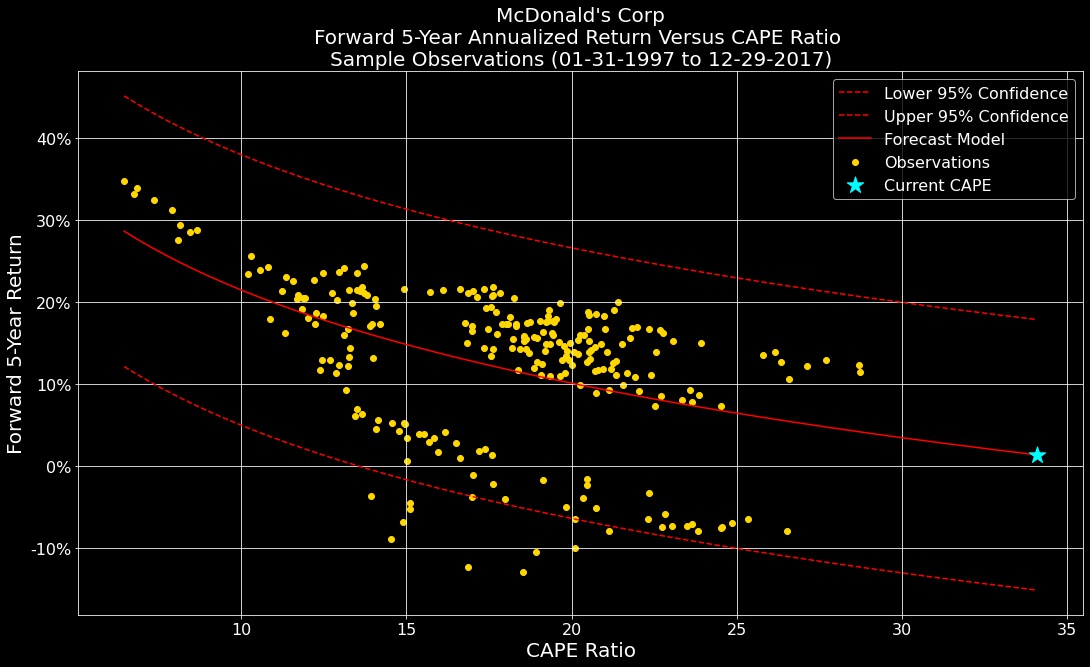 McDonald's Corp
Forward 5-Year Annualized Return Versus CAPE Ratio
Sample Observations (01-31-1997 to 12-29-2017)
Lower 95% Confidence
Upper 95% Confidence
Forecast Model
Observations
Current CAPE
Forward 5-Year Return
40%
30%
20%
10%
0%
-10%
10 15 20 25 30 35
CAPE Ratio